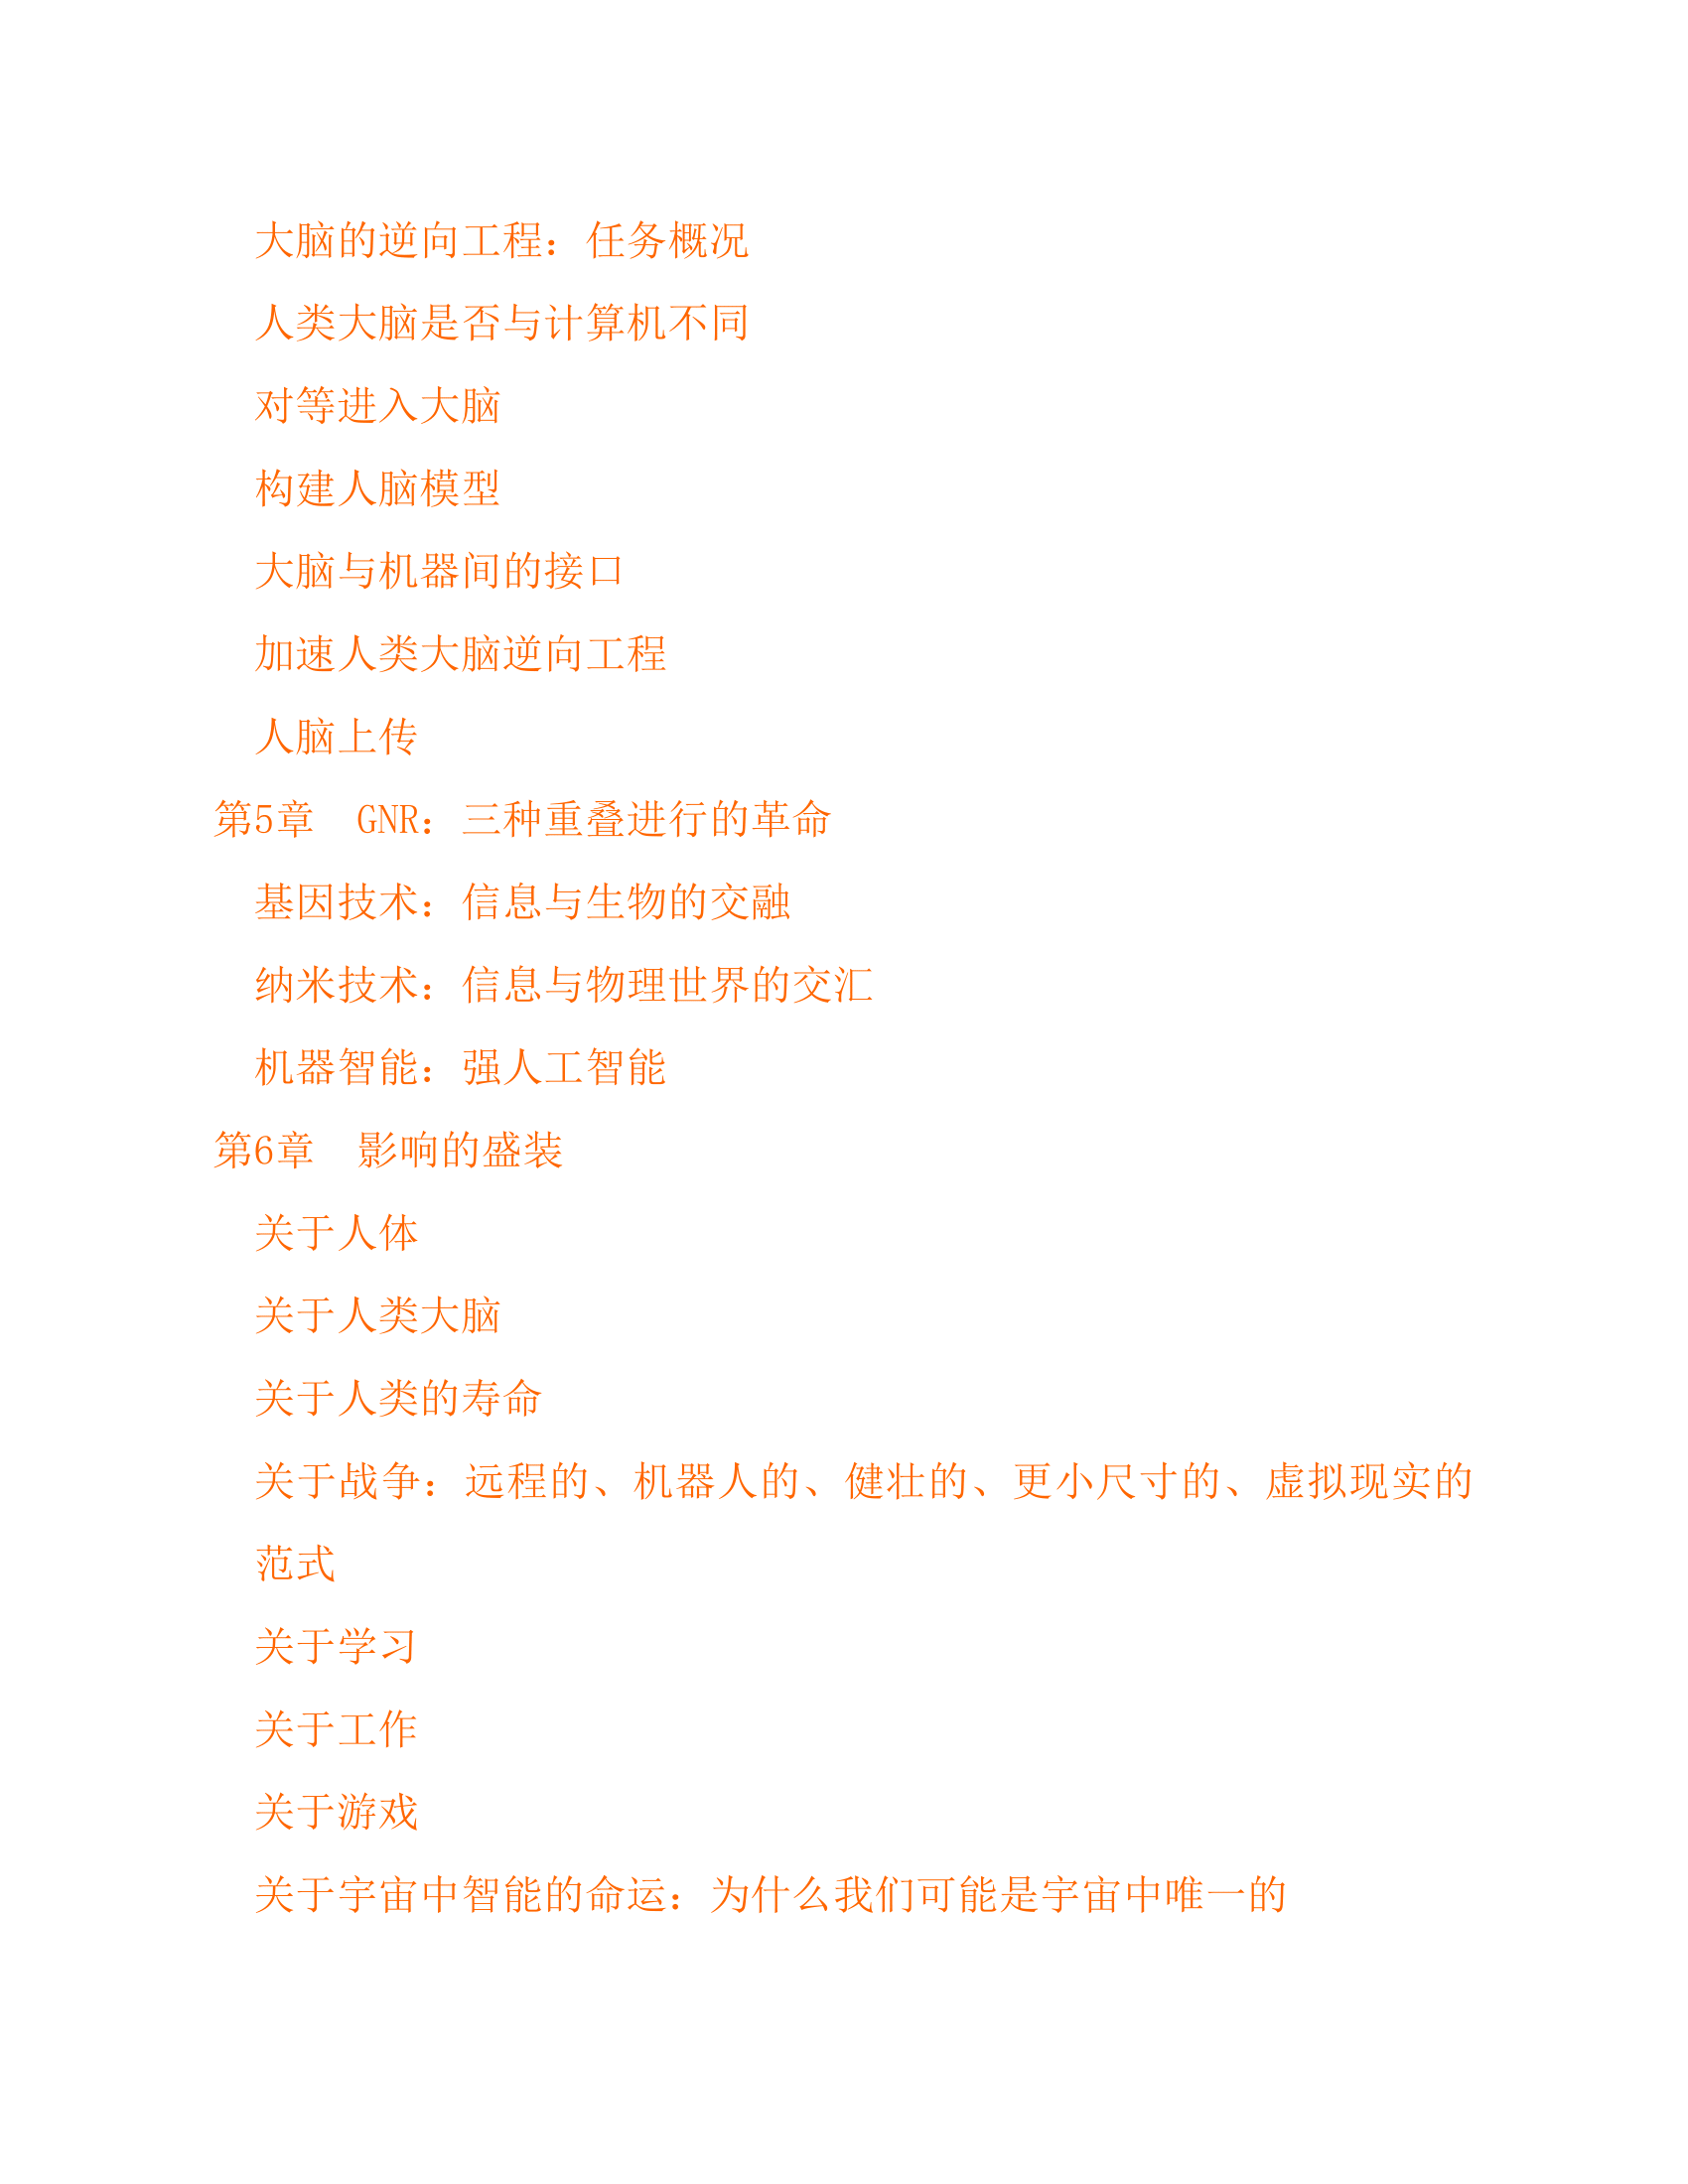 大脑的逆向工程：任务概况
人类大脑是否与计算机不同
对等进入大脑
构建人脑模型
大脑与机器间的接口
加速人类大脑逆向工程
人脑上传
第5章　GNR：三种重叠进行的革命
基因技术：信息与生物的交融
纳米技术：信息与物理世界的交汇
机器智能：强人工智能
第6章　影响的盛装
关于人体
关于人类大脑
关于人类的寿命
关于战争：远程的、机器人的、健壮的、更小尺寸的、虚拟现实的
范式
关于学习
关于工作
关于游戏
关于宇宙中智能的命运：为什么我们可能是宇宙中唯一的